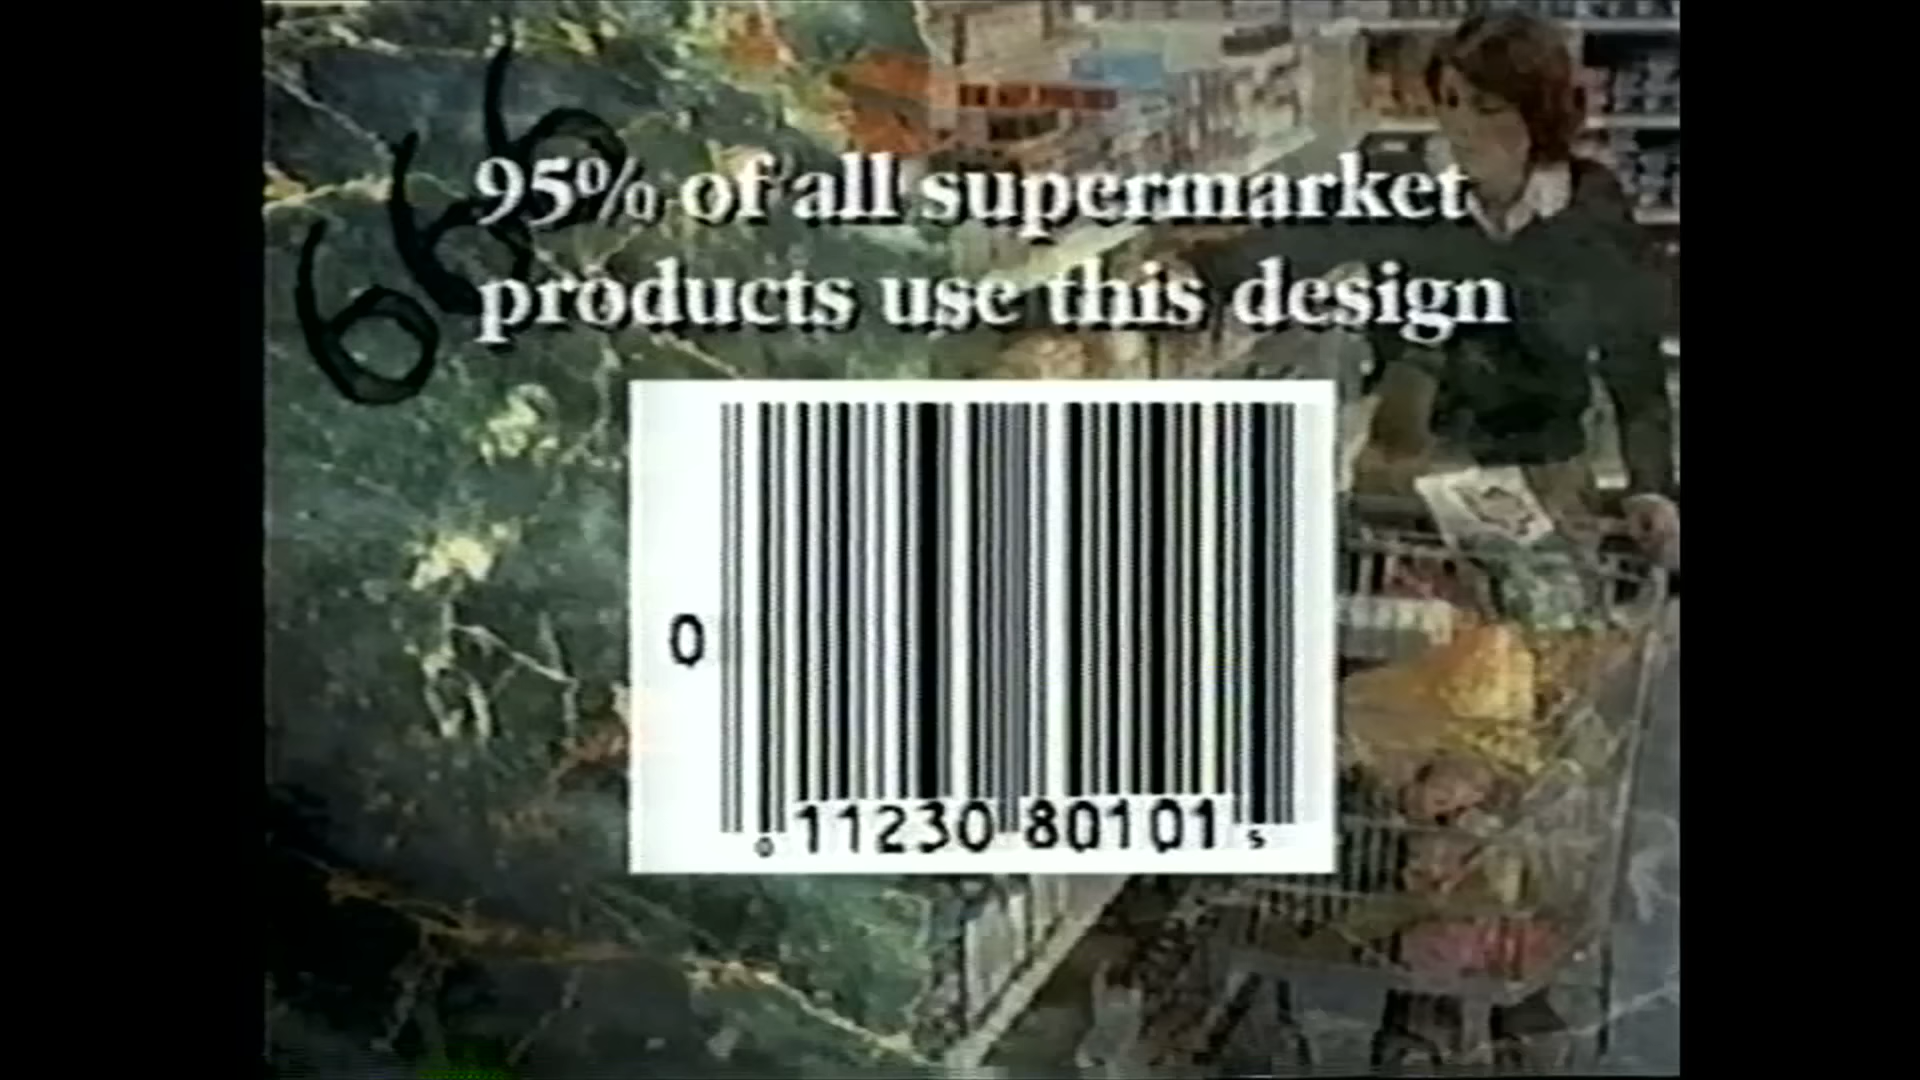 666
95% of all supermarket
products use this design
0
0 11230 80101 5